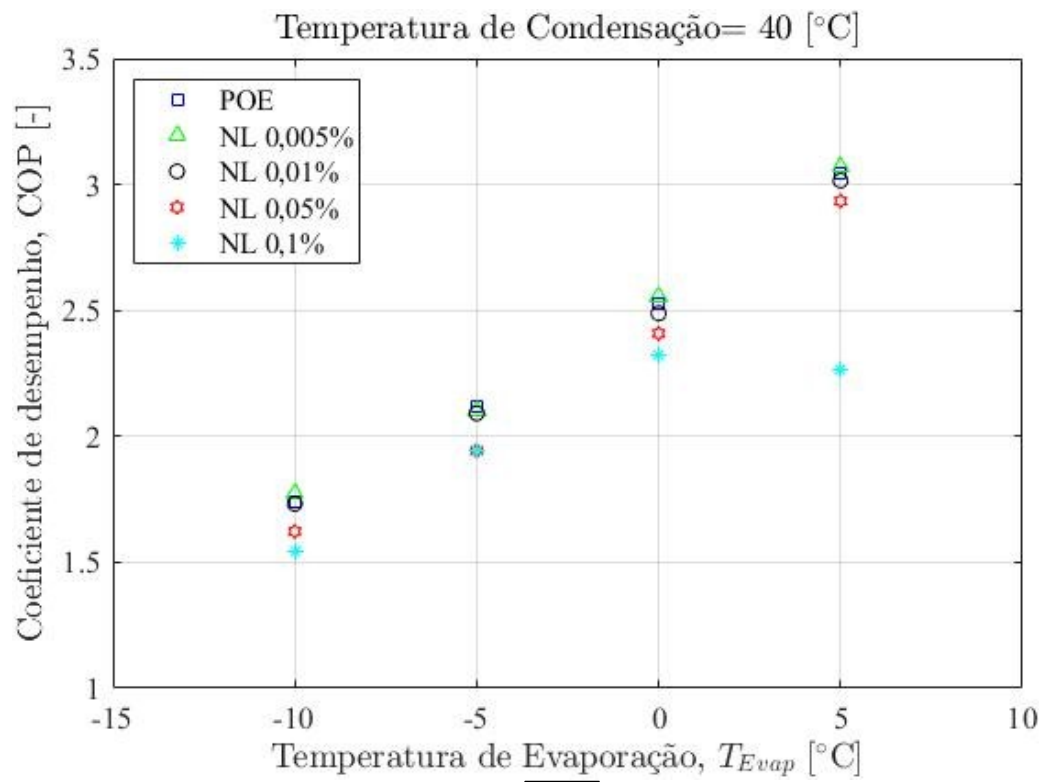 Temperatura de Condensação= 40 [°C]
3.5
3
2.5
2
1.5
1
Coeficiente de desempenho, COP [-]
POE
NL 0,005%
NL 0,01%
NL 0,05%
NL 0,1%
-15 -10 -5 0 5 10
Temperatura de Evaporação, T_Evap [°C]